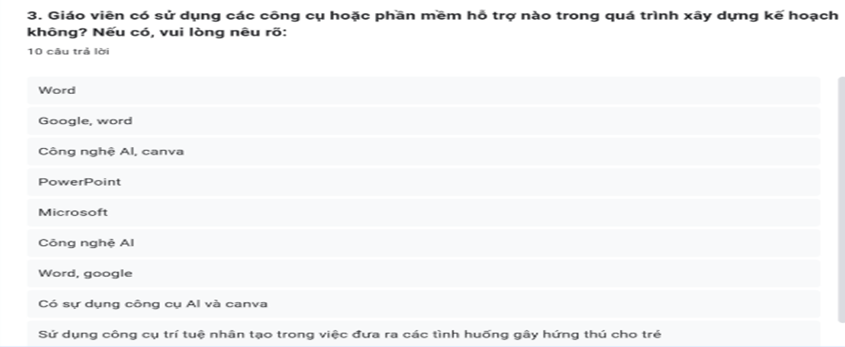 3. Giáo viên có sử dụng các công cụ hoặc phần mềm hỗ trợ nào trong quá trình xây dựng kế hoạch
không? Nếu có, vui lòng nêu rõ:
10 câu trả lời
Word
Google, word
Công nghệ AI, canva
PowerPoint
Microsoft
Công nghệ AI
Word, google
Có sự dụng công cụ AI và canva
Sử dụng công cụ trí tuệ nhân tạo trong việc đưa ra các tình huống gây hứng thú cho trẻ